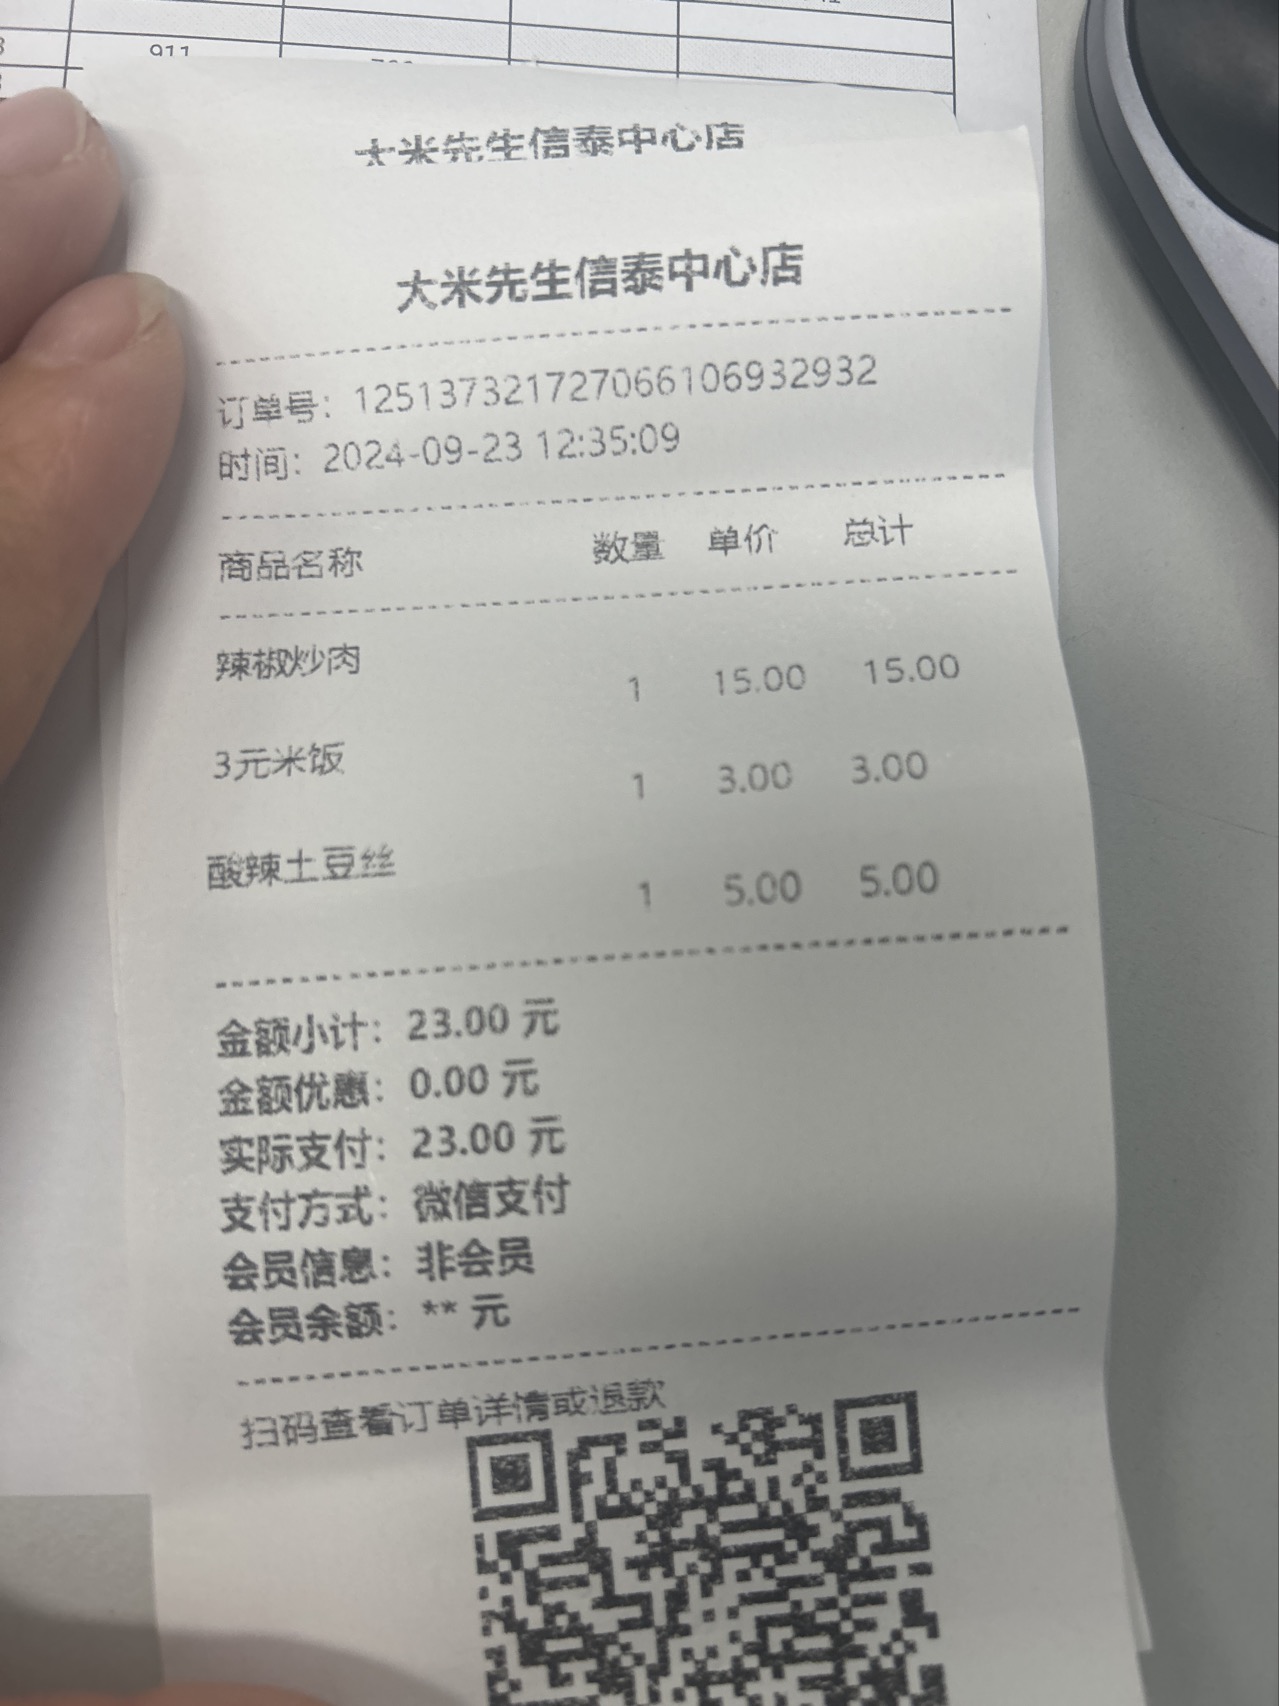 911
大米先生信泰中心店
大米先生信泰中心店
订单号：125137321727066106932932
时间：2024-09-23 12:35:09
商品名称 数量 单价 总计
辣椒炒肉 1 15.00 15.00
3元米饭 1 3.00 3.00
酸辣土豆丝 1 5.00 5.00
金额小计：23.00 元
金额优惠：0.00 元
实际支付：23.00 元
支付方式：微信支付
会员信息：非会员
会员余额：** 元
扫码查看订单详情或退款